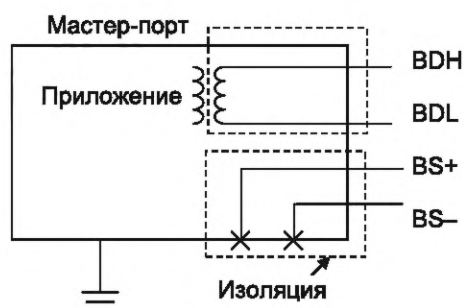 Мастер-порт
BDH
Приложение
BDL
BS+
BS–
Изоляция